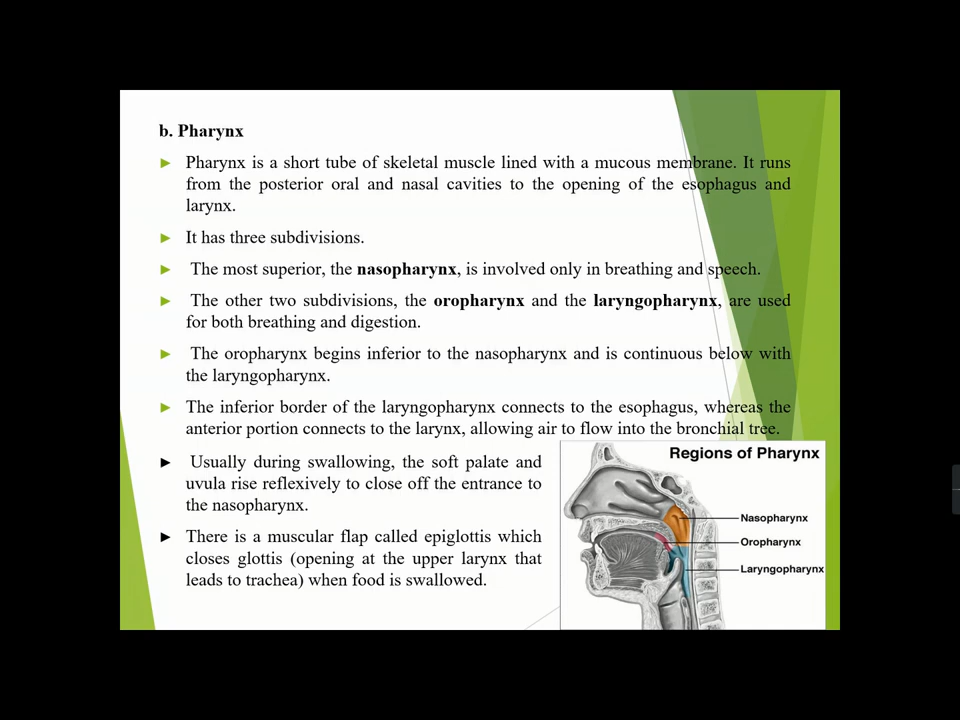 b. Pharynx
► Pharynx is a short tube of skeletal muscle lined with a mucous membrane. It runs
from the posterior oral and nasal cavities to the opening of the esophagus and
larynx.
► It has three subdivisions.
► The most superior, the nasopharynx, is involved only in breathing and speech.
► The other two subdivisions, the oropharynx and the laryngopharynx, are used
for both breathing and digestion.
► The oropharynx begins inferior to the nasopharynx and is continuous below with
the laryngopharynx.
► The inferior border of the laryngopharynx connects to the esophagus, whereas the
anterior portion connects to the larynx, allowing air to flow into the bronchial tree.
► Usually during swallowing, the soft palate and
uvula rise reflexively to close off the entrance to
the nasopharynx.
► There is a muscular flap called epiglottis which
closes glottis (opening at the upper larynx that
leads to trachea) when food is swallowed.
Regions of Pharynx
Nasopharynx
Oropharynx
Laryngopharynx